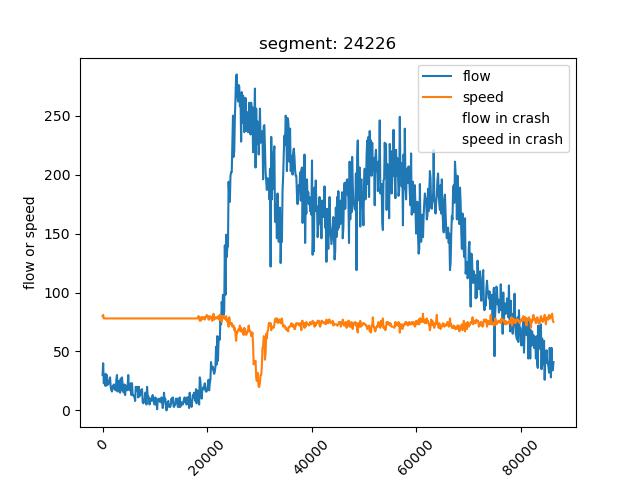 segment: 24226
flow
speed
flow in crash
speed in crash
flow or speed
250
200
150
100
50
0
0
20000
40000
60000
80000